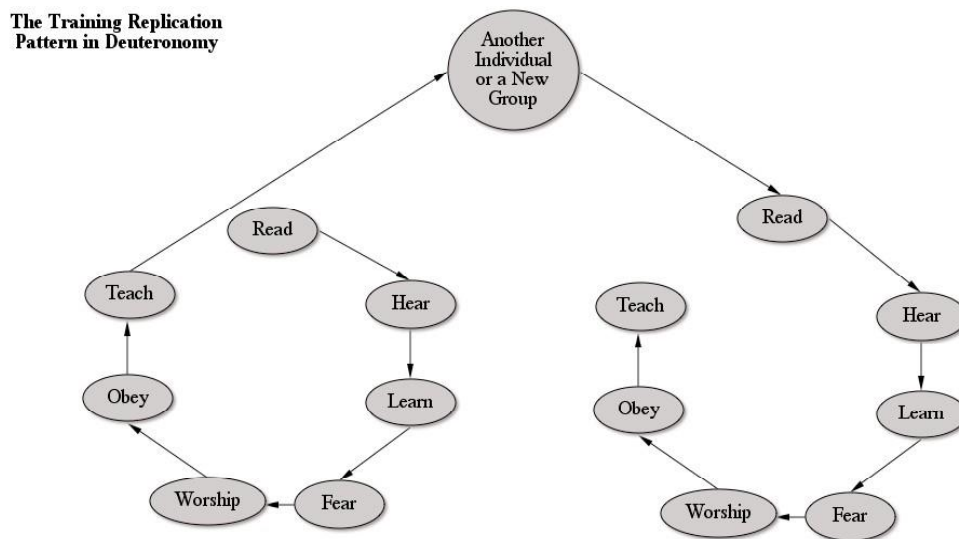 The Training Replication
Pattern in Deuteronomy
Another
Individual
or a New
Group
Read
Hear
Learn
Fear
Worship
Obey
Teach
Read
Hear
Learn
Fear
Worship
Obey
Teach